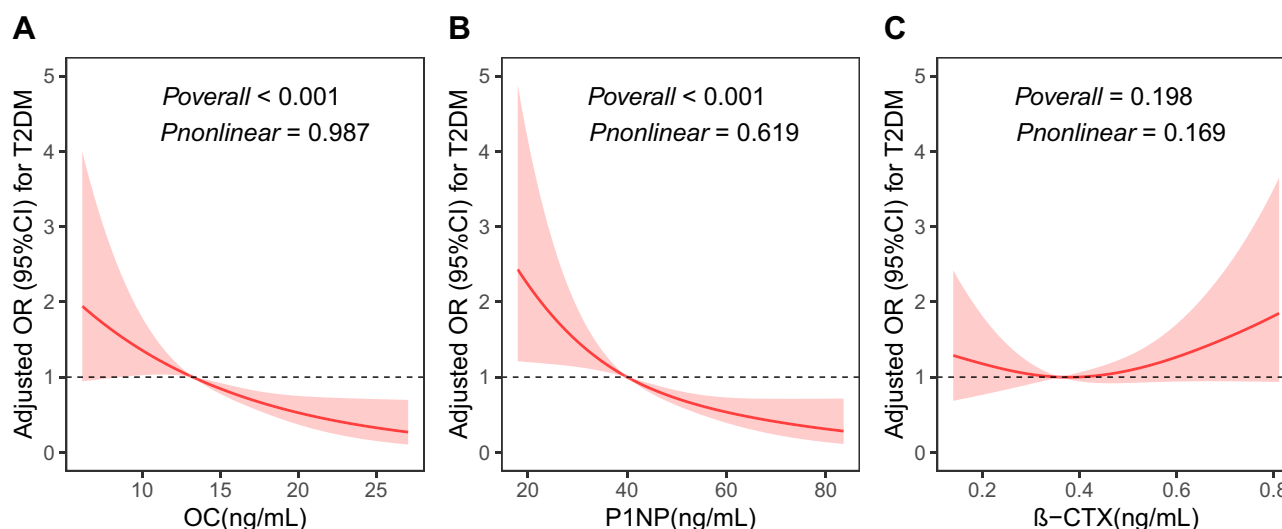 A
B
C
Adjusted OR (95%CI) for T2DM
5
4
3
2
1
0
Poverall < 0.001
Pnonlinear = 0.987
10
15
20
25
OC(ng/mL)
Adjusted OR (95%CI) for T2DM
5
4
3
2
1
0
Poverall < 0.001
Pnonlinear = 0.619
20
40
60
80
P1NP(ng/mL)
Adjusted OR (95%CI) for T2DM
5
4
3
2
1
0
Poverall = 0.198
Pnonlinear = 0.169
0.2
0.4
0.6
0.8
ß−CTX(ng/mL)